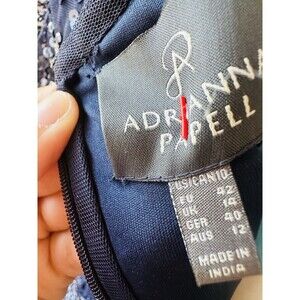 ADRIANNA
PAPELL
US|CAN 10
EU 42
UK 14
GER 40
AUS 12
MADE IN
INDIA